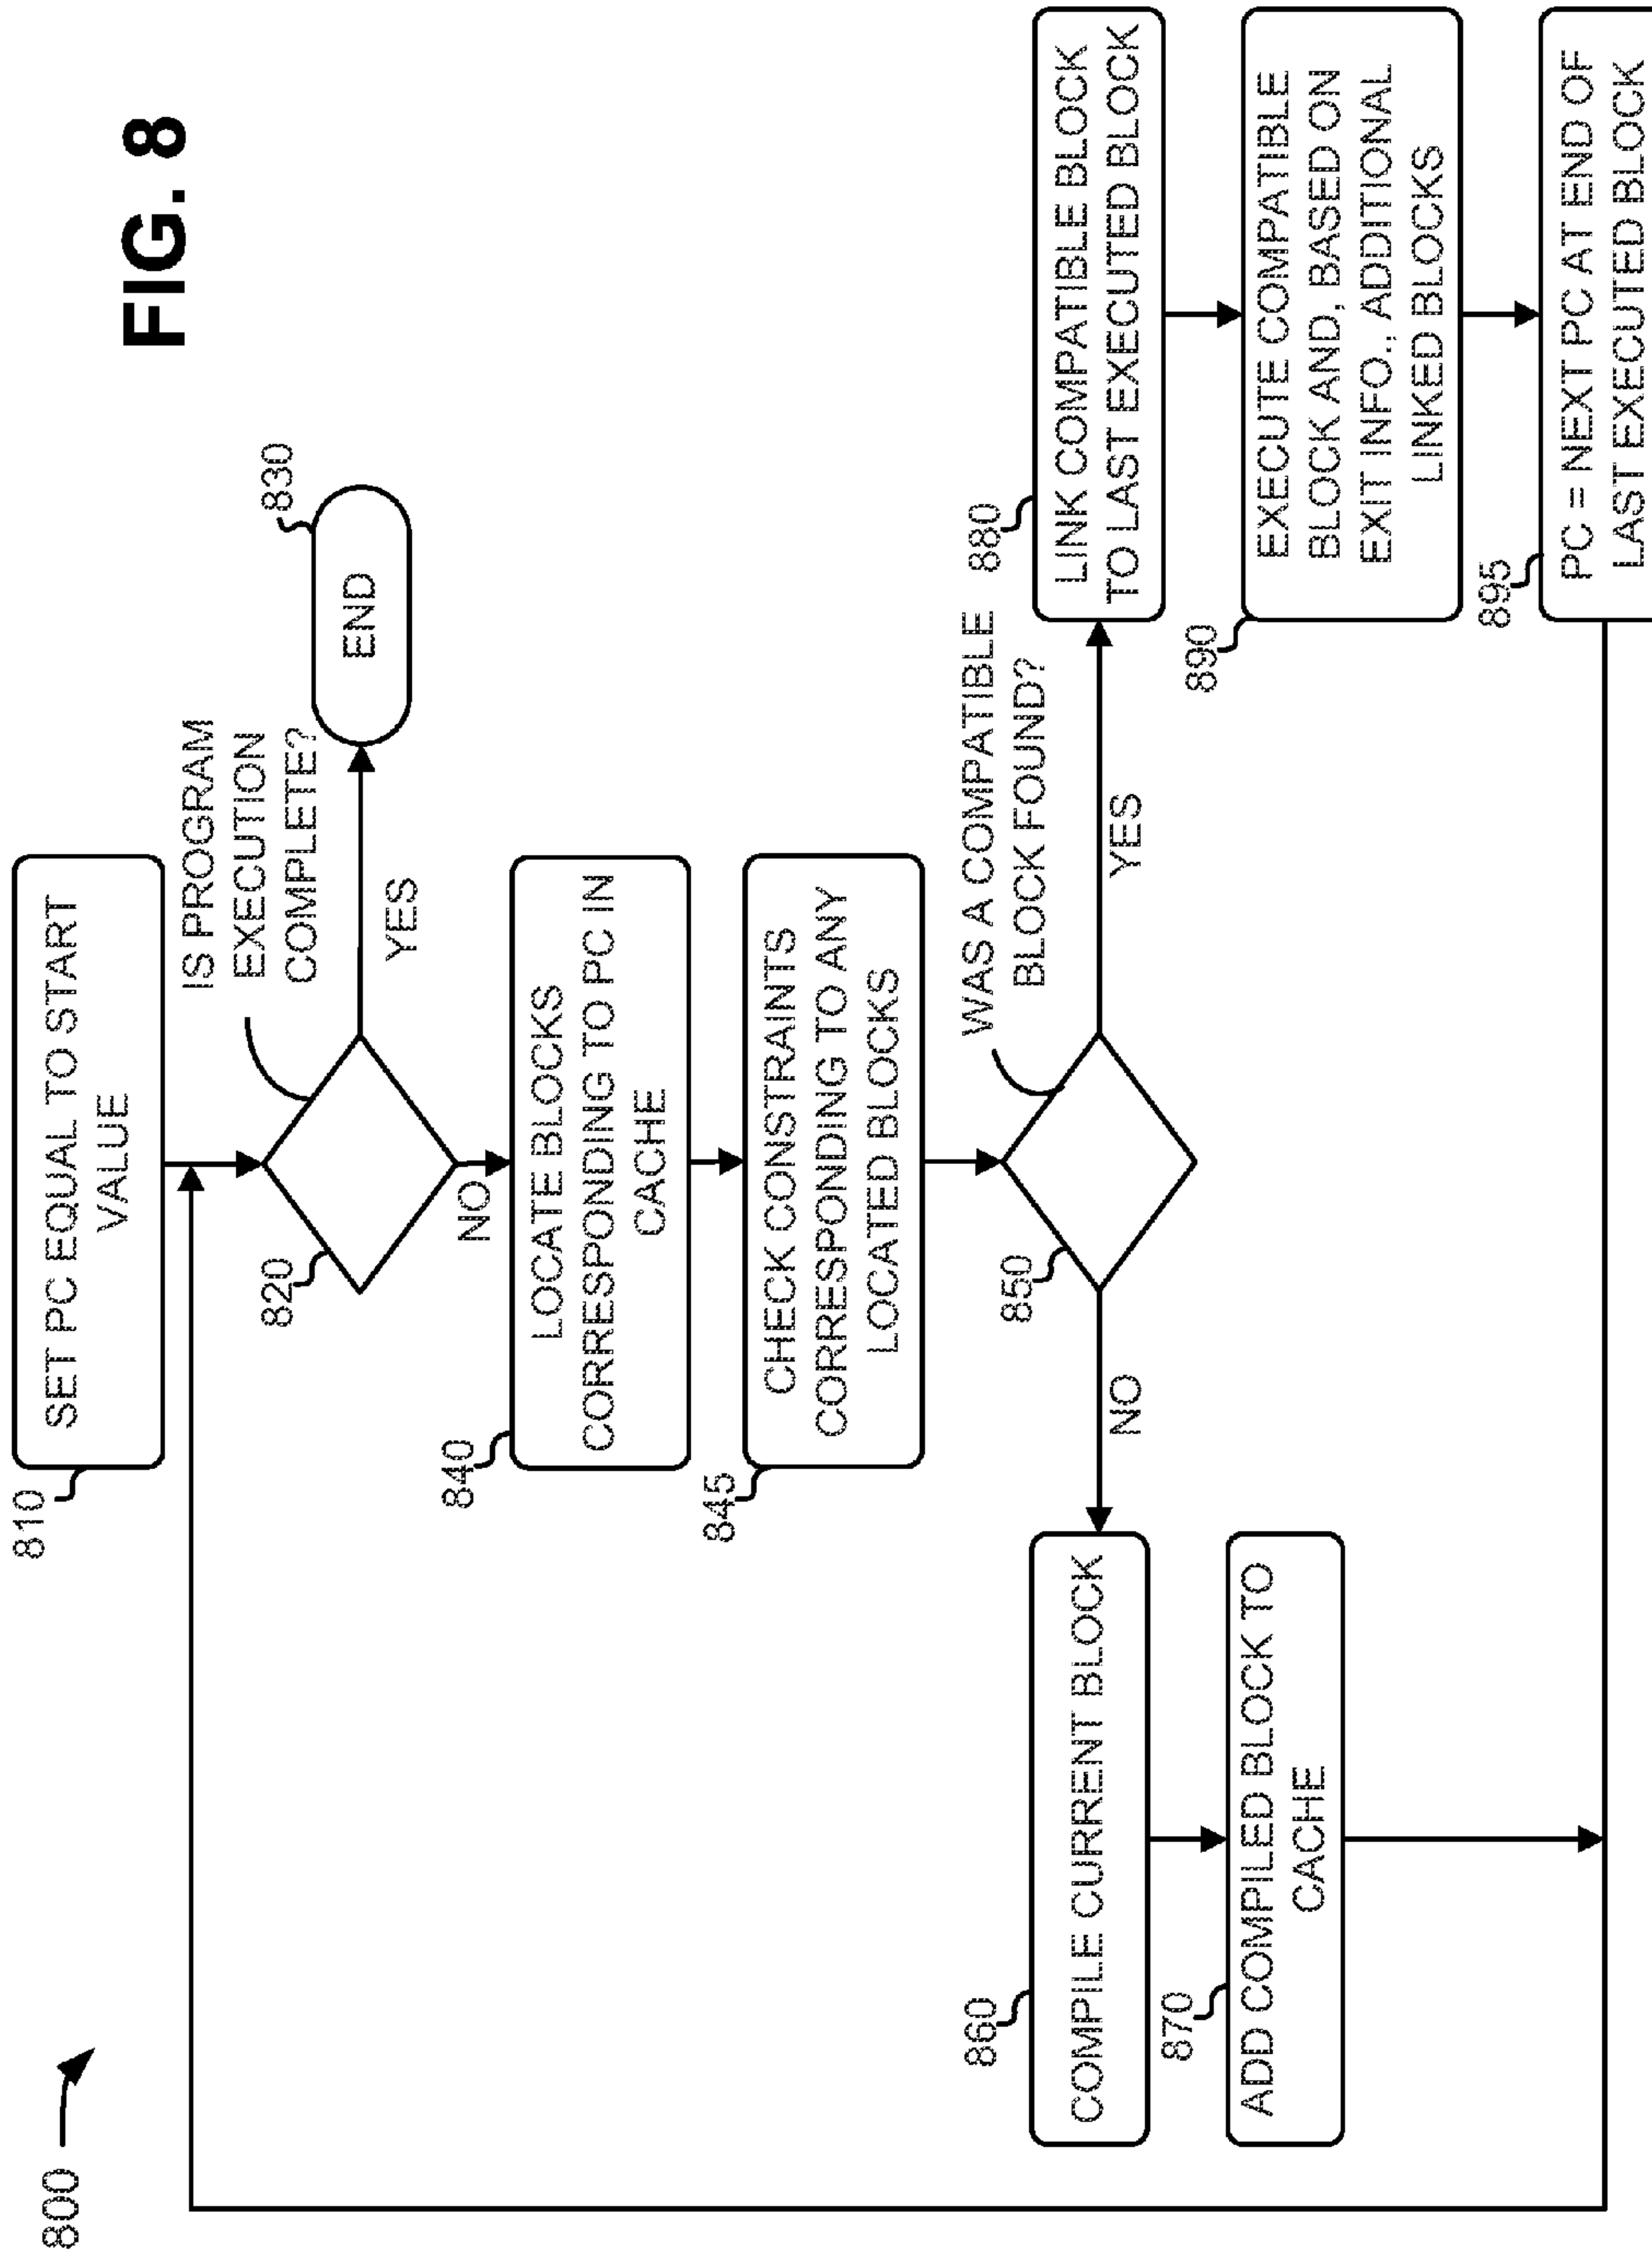 800
FIG. 8
810
SET PC EQUAL TO START
VALUE
IS PROGRAM
EXECUTION
COMPLETE?
820
YES
830
END
NO
840
LOCATE BLOCKS
CORRESPONDING TO PC IN
CACHE
845
CHECK CONSTRAINTS
CORRESPONDING TO ANY
LOCATED BLOCKS
WAS A COMPATIBLE
BLOCK FOUND?
850
NO
YES
860
COMPILE CURRENT BLOCK
870
ADD COMPILED BLOCK TO
CACHE
880
LINK COMPATIBLE BLOCK
TO LAST EXECUTED BLOCK
890
EXECUTE COMPATIBLE
BLOCK AND, BASED ON
EXIT INFO., ADDITIONAL
LINKED BLOCKS
895
PC = NEXT PC AT END OF
LAST EXECUTED BLOCK